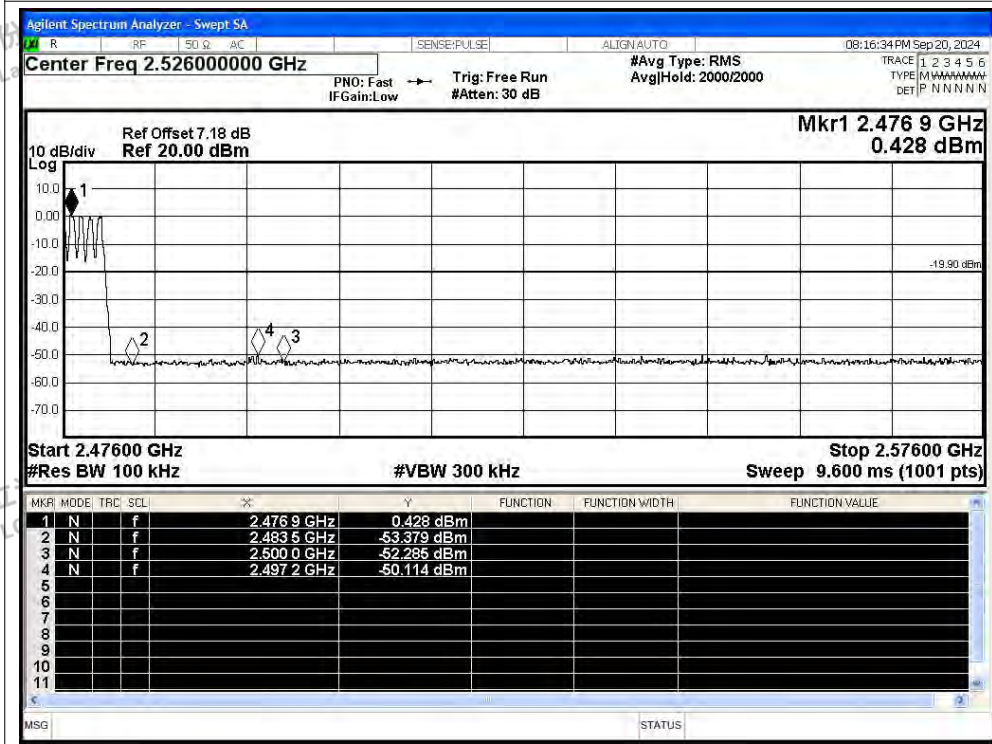 Agilent Spectrum Analyzer - Swept SA
R RF 50 Ω AC SENSE:PULSE ALIGN AUTO 08:16:34 PM Sep 20, 2024
Center Freq 2.526000000 GHz
PNO: Fast
IFGain:Low
Trig: Free Run
#Atten: 30 dB
#Avg Type: RMS
Avg|Hold: 2000/2000
TRACE 1 2 3 4 5 6
TYPE M
DET P N N N N N
Ref Offset 7.18 dB
10 dB/div Ref 20.00 dBm
Log
Mkr1 2.476 9 GHz
0.428 dBm
10.0
0.00
-10.0
-20.0
-30.0
-40.0
-50.0
-60.0
-70.0
1
2
4
3
-19.90 dBm
Start 2.47600 GHz Stop 2.57600 GHz
#Res BW 100 kHz #VBW 300 kHz Sweep 9.600 ms (1001 pts)
MKR MODE TRC SCL X Y FUNCTION FUNCTION WIDTH FUNCTION VALUE
1 N f 2.476 9 GHz 0.428 dBm
2 N f 2.483 5 GHz -53.379 dBm
3 N f 2.500 0 GHz -52.285 dBm
4 N f 2.497 2 GHz -50.114 dBm
5
6
7
8
9
10
11
MSG STATUS